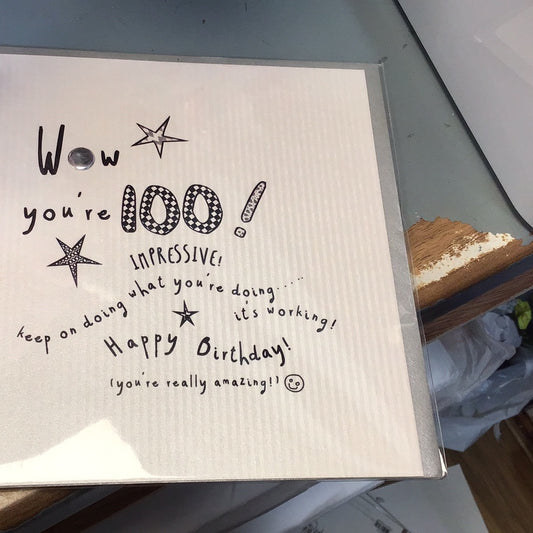 Wow
you're 100!
IMPRESSIVE!
keep on doing what you're doing.....
it's working!
Happy Birthday!
(you're really amazing!)